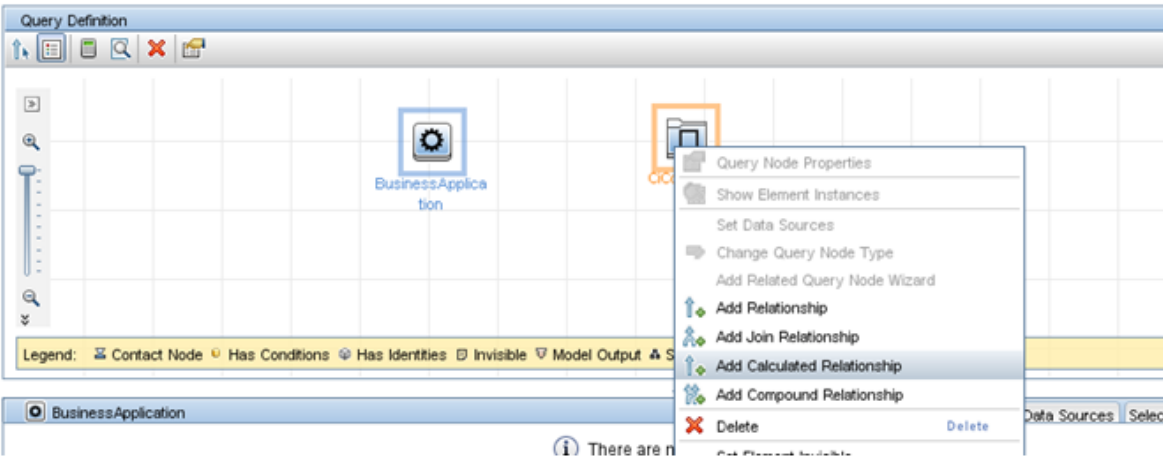 Query Definition
BusinessApplica
tion
Query Node Properties
Show Element Instances
Set Data Sources
Change Query Node Type
Add Related Query Node Wizard
Add Relationship
Add Join Relationship
Add Calculated Relationship
Add Compound Relationship
Delete Delete
Legend: Contact Node Has Conditions Has Identities Invisible Model Output
BusinessApplication
Data Sources
There are